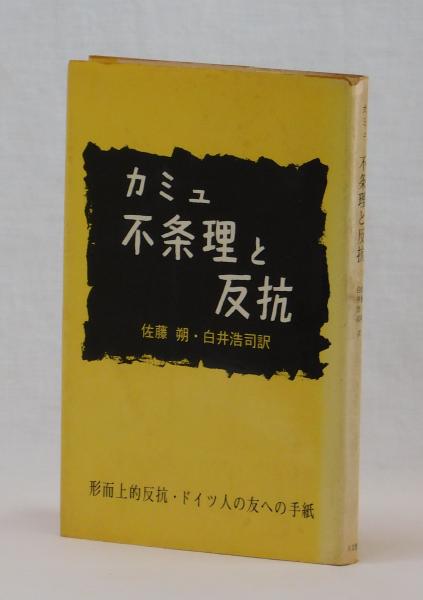 カミュ
不条理と
反抗
佐藤 朔・白井浩司訳
形而上的反抗・ドイツ人の友への手紙
カミュ 不条理と反抗